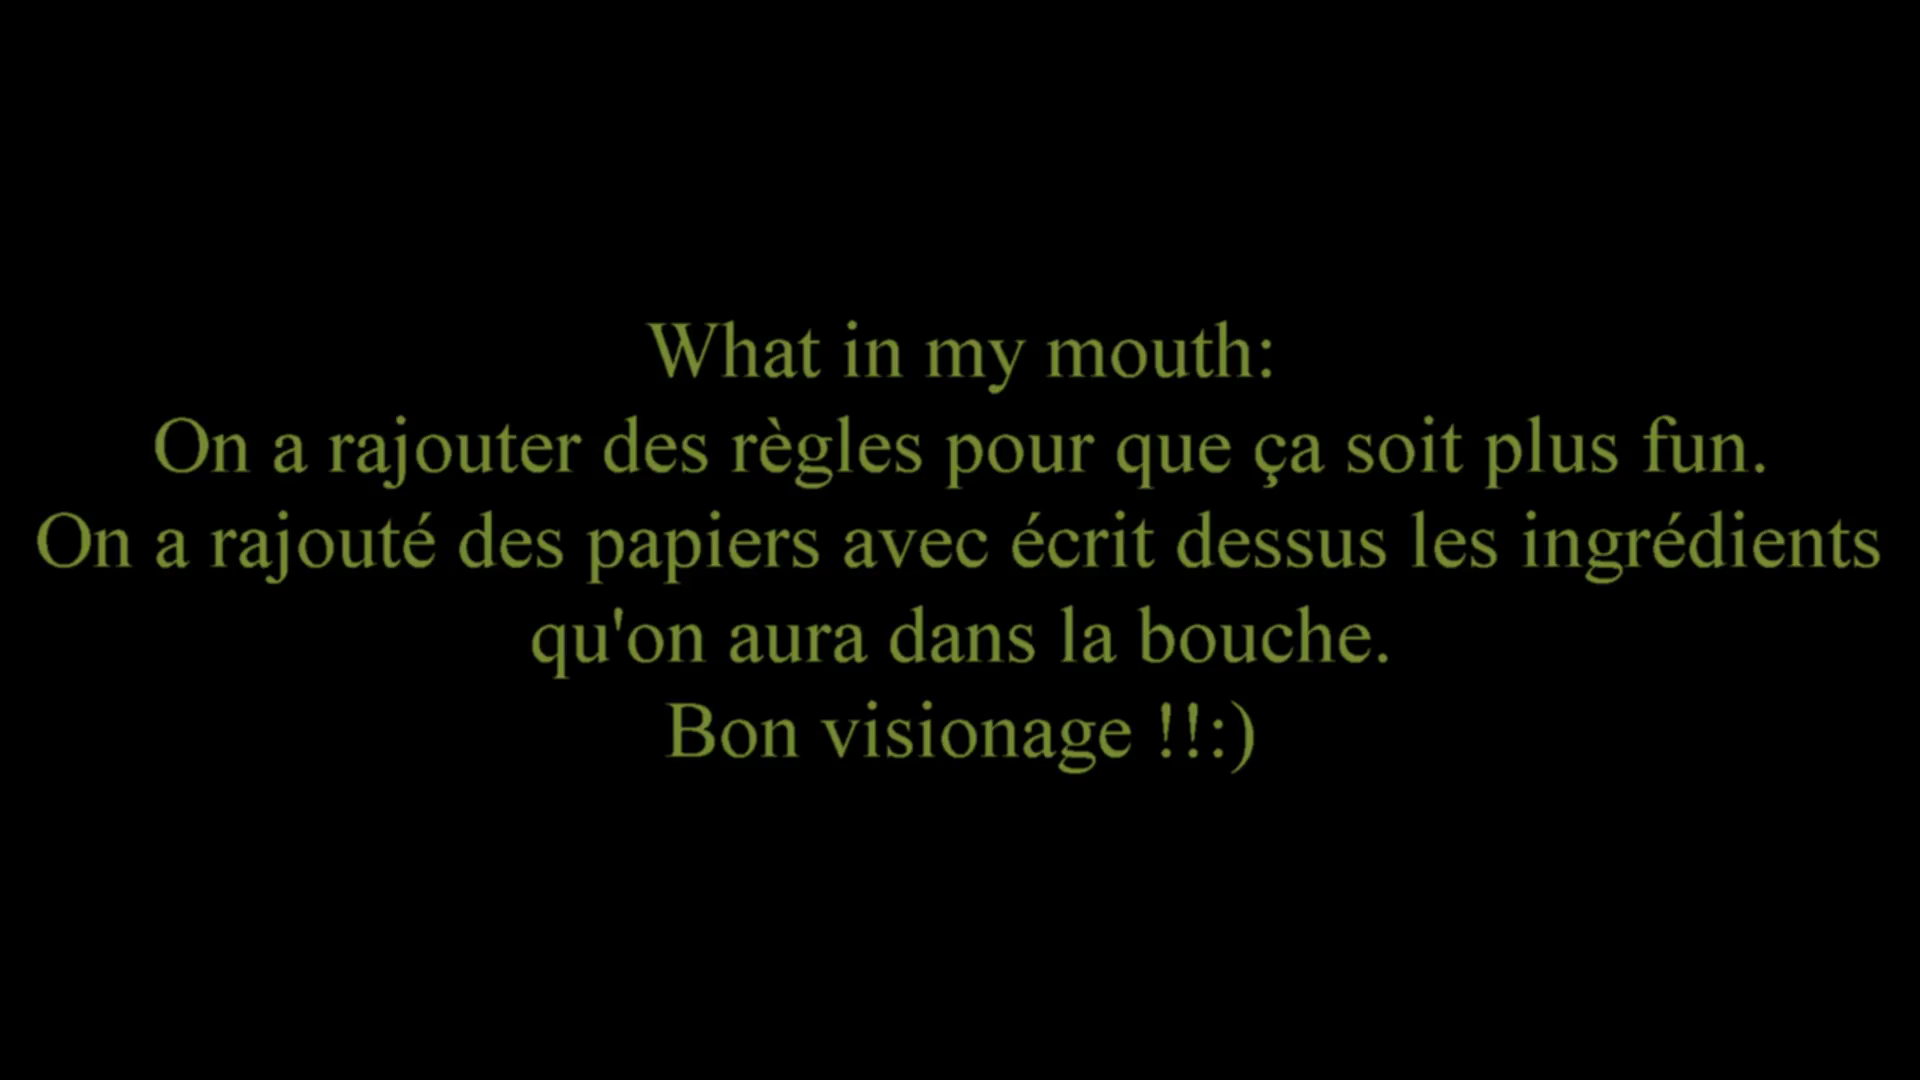 What in my mouth:
On a rajouter des règles pour que ça soit plus fun.
On a rajouté des papiers avec écrit dessus les ingrédients
qu'on aura dans la bouche.
Bon visionage !!:)